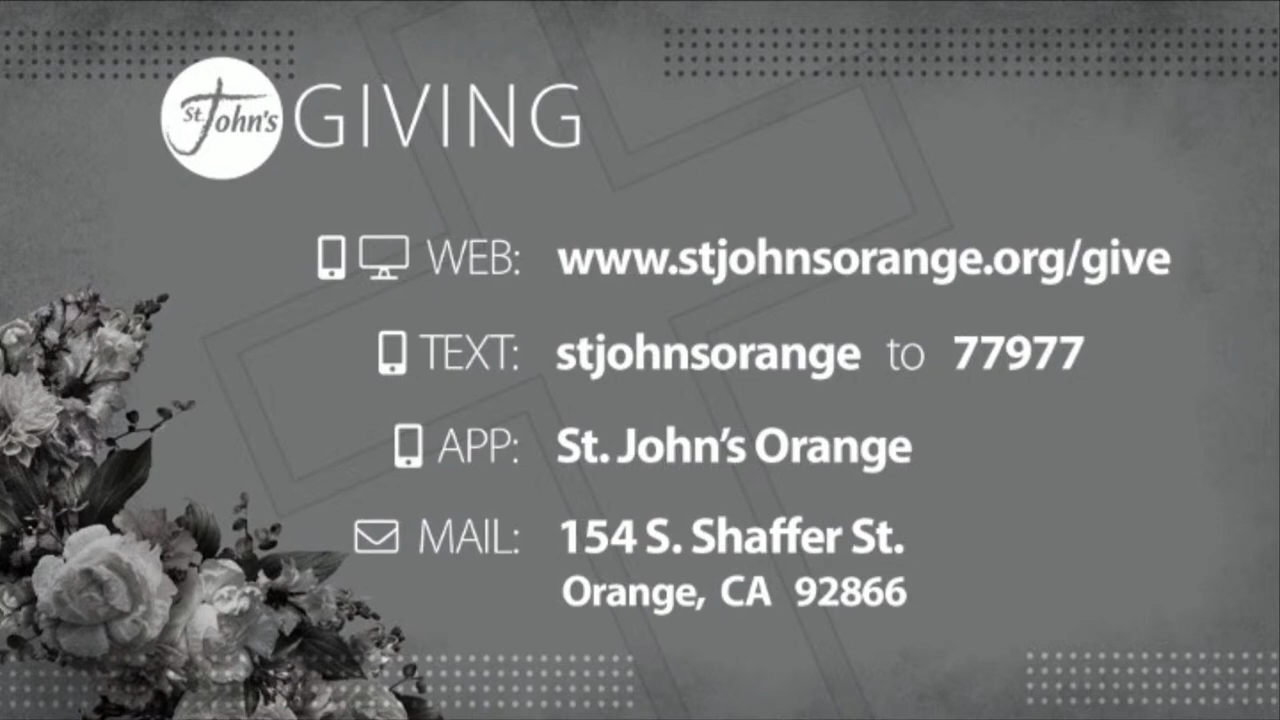 St. John's GIVING
WEB: www.stjohnsorange.org/give
TEXT: stjohnsorange to 77977
APP: St. John's Orange
MAIL: 154 S. Shaffer St.
Orange, CA 92866